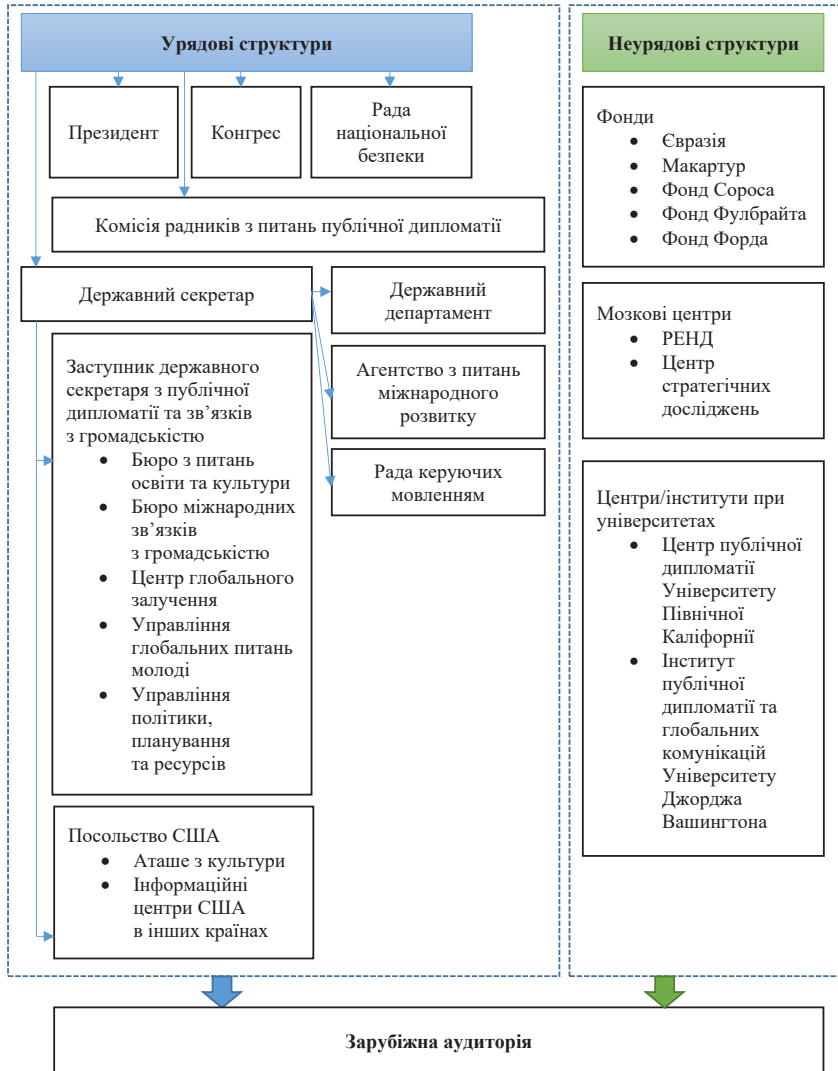 Урядові структури
Президент
Конгрес
Рада
національної
безпеки
Комісія радників з питань публічної дипломатії
Державний секретар
Державний
департамент
Агентство з питань
міжнародного
розвитку
Рада керуючих
мовленням
Заступник державного
секретаря з публічної
дипломатії та зв’язків
з громадськістю
• Бюро з питань
освіти та культури
• Бюро міжнародних
зв’язків
з громадськістю
• Центр глобального
залучення
• Управління
глобальних питань
молоді
• Управління
політики,
планування
та ресурсів
Посольство США
• Аташе з культури
• Інформаційні
центри США
в інших країнах
Неурядові структури
Фонди
• Євразія
• Макартур
• Фонд Сороса
• Фонд Фулбрайта
• Фонд Форда
Мозкові центри
• РЕНД
• Центр
стратегічних
досліджень
Центри/інститути при
університетах
• Центр публічної
дипломатії
Університету
Північної
Каліфорнії
• Інститут
публічної
дипломатії та
глобальних
комунікацій
Університету
Джорджа
Вашингтона
Зарубіжна аудиторія